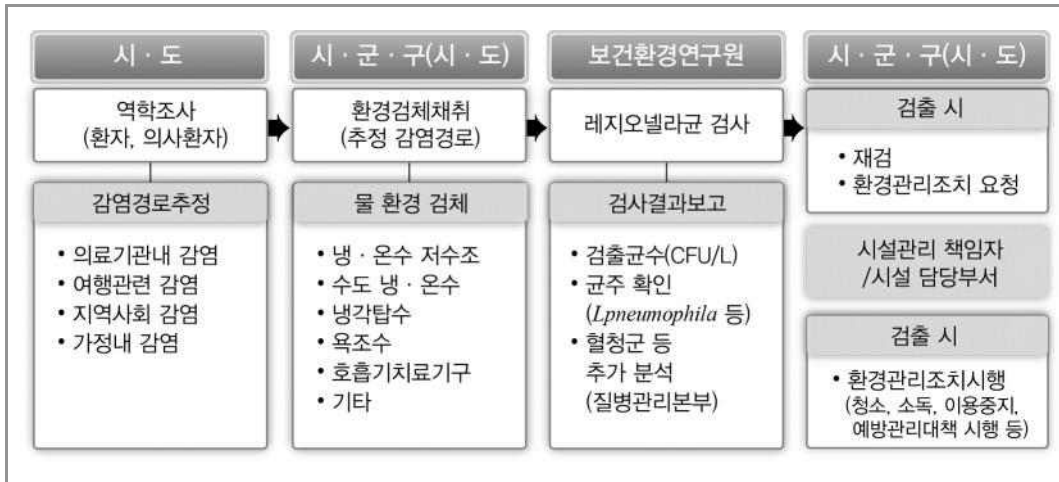 시 · 도
역학조사
(환자, 의사환자)
감염경로추정
• 의료기관내 감염
• 여행관련 감염
• 지역사회 감염
• 가정내 감염
시 · 군 · 구(시 · 도)
환경검체채취
(추정 감염경로)
물 환경 검체
• 냉 · 온수 저수조
• 수도 냉 · 온수
• 냉각탑수
• 욕조수
• 호흡기치료기구
• 기타
보건환경연구원
레지오넬라균 검사
검사결과보고
• 검출균수(CFU/L)
• 균주 확인
(Lpneumophila 등)
• 혈청군 등
추가 분석
(질병관리본부)
시 · 군 · 구(시 · 도)
검출 시
• 재검
• 환경관리조치 요청
시설관리 책임자
/시설 담당부서
검출 시
• 환경관리조치시행
(청소, 소독, 이용중지,
예방관리대책 시행 등)